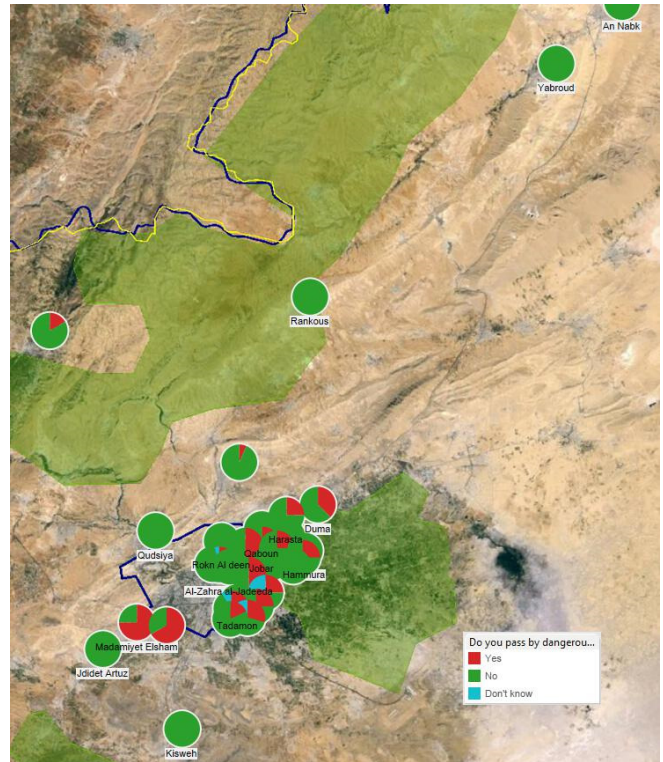 An Nabk
Yabroud
Rankous
Duma
Harasta
Qudsiya
Qaboun
Rokn Al deen
Jobar
Hammura
Al-Zahra al-Jadeeda
Tadamon
Madamiyet Elsham
Jdidet Artuz
Kisweh
Do you pass by dangerou...
Yes
No
Don't know